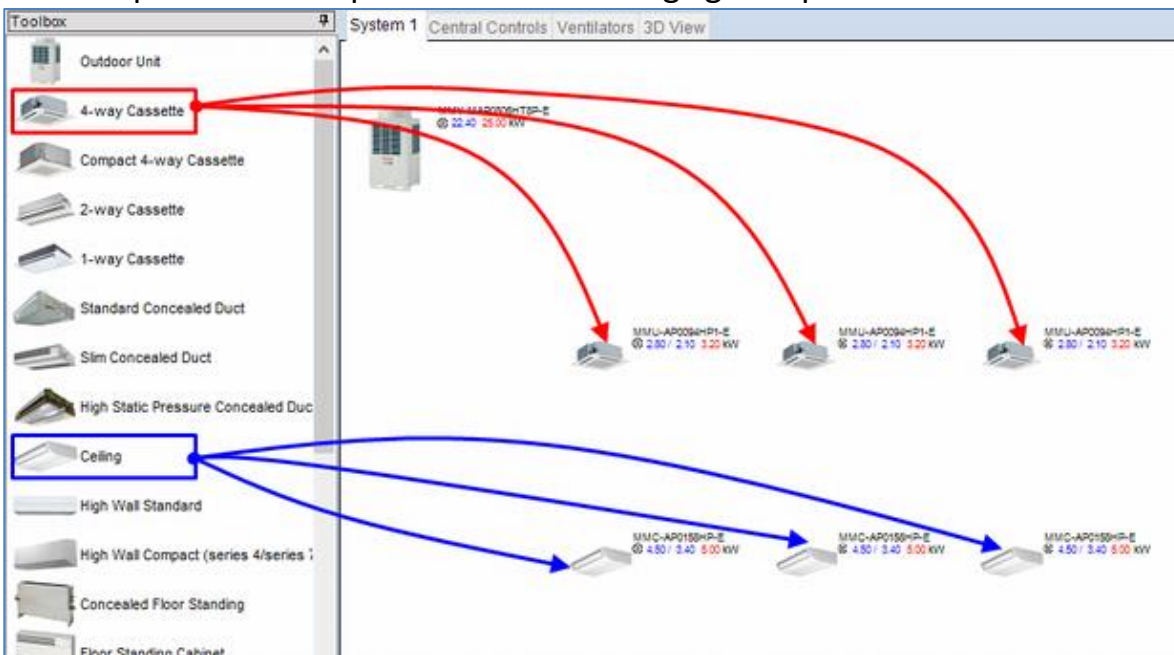 Toolbox
System 1 Central Controls Ventilators 3D View
Outdoor Unit
4-way Cassette
Compact 4-way Cassette
2-way Cassette
1-way Cassette
Standard Concealed Duct
Slim Concealed Duct
High Static Pressure Concealed Duc
Ceiling
High Wall Standard
High Wall Compact (series 4/series 7
Concealed Floor Standing
Floor Standing Cabinet
22.40 25.00 kW
MMU-AP0094HP1-E
2.80 / 2.10 3.20 kW
MMU-AP0094HP1-E
2.80 / 2.10 3.20 kW
MMU-AP0094HP1-E
2.80 / 2.10 3.20 kW
MMC-AP0158HP-E
4.50 / 3.40 5.00 kW
MMC-AP0158HP-E
4.50 / 3.40 5.00 kW
MMC-AP0158HP-E
4.50 / 3.40 5.00 kW